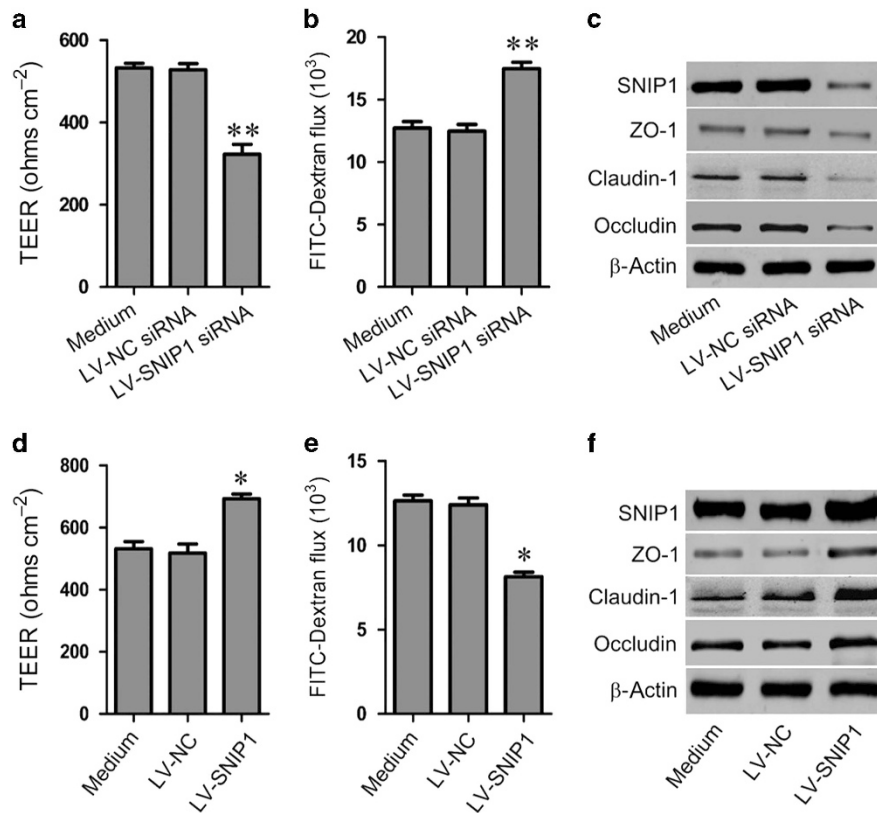 a
TEER (ohms cm⁻²)
600
400
200
0
**
Medium
LV-NC siRNA
LV-SNIP1 siRNA
b
FITC-Dextran flux (10³)
20
15
10
5
0
**
Medium
LV-NC siRNA
LV-SNIP1 siRNA
c
SNIP1
ZO-1
Claudin-1
Occludin
β-Actin
Medium
LV-NC siRNA
LV-SNIP1 siRNA
d
TEER (ohms cm⁻²)
800
600
400
200
0
*
Medium
LV-NC
LV-SNIP1
e
FITC-Dextran flux (10³)
15
12
9
5
0
*
Medium
LV-NC
LV-SNIP1
f
SNIP1
ZO-1
Claudin-1
Occludin
β-Actin
Medium
LV-NC
LV-SNIP1